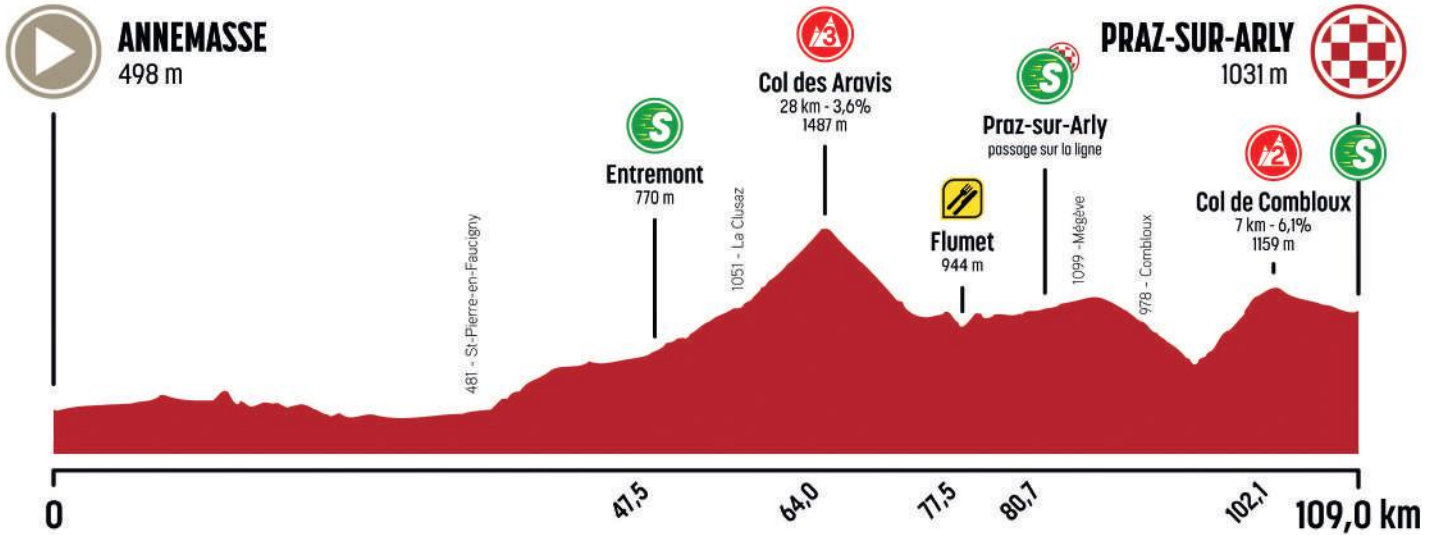 ANNEMASSE
498 m
481 - St-Pierre-en-Faucigny
S
Entremont
770 m
1051 - La Clusaz
3
Col des Aravis
28 km - 3,6%
1487 m
Flumet
944 m
S
Praz-sur-Arly
passage sur la ligne
1099 -Mégève
978 - Combloux
PRAZ-SUR-ARLY
1031 m
2
S
Col de Combloux
7 km - 6,1%
1159 m
0
47,5
64,0
77,5
80,7
102,1
109,0 km